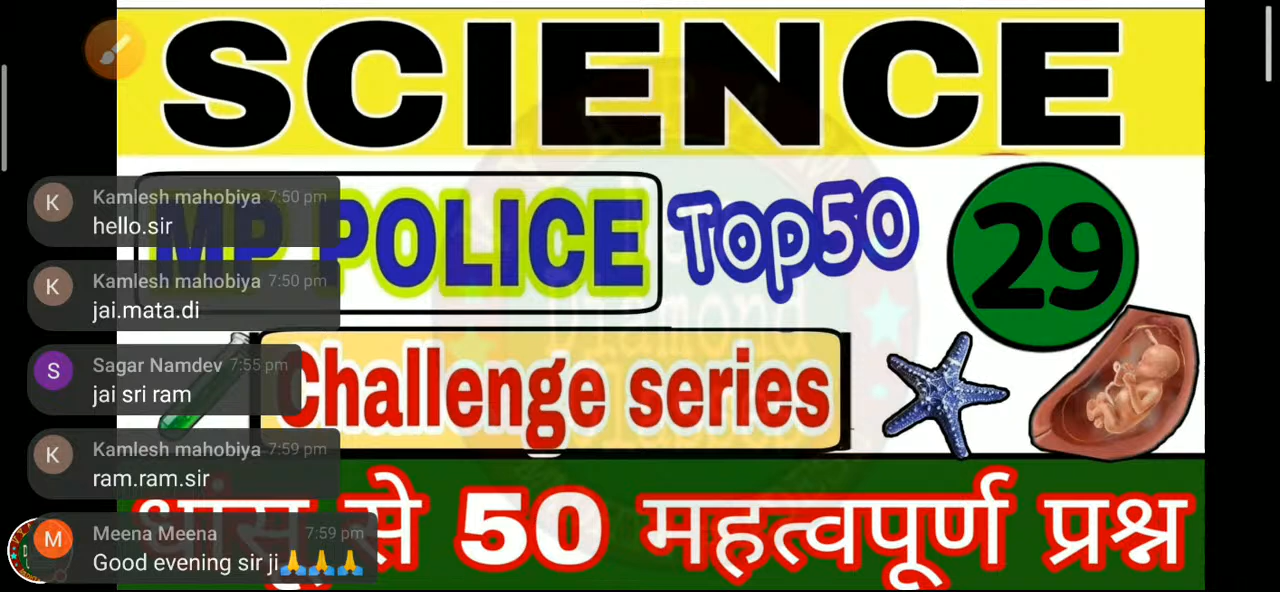 SCIENCE
MP POLICE Top50 29
Challenge series
से 50 महत्वपूर्ण प्रश्न
K Kamlesh mahobiya 7:50 pm
hello.sir
K Kamlesh mahobiya 7:50 pm
jai.mata.di
S Sagar Namdev 7:55 pm
jai sri ram
K Kamlesh mahobiya 7:59 pm
ram.ram.sir
M Meena Meena 7:59 pm
Good evening sir ji🙏🙏🙏